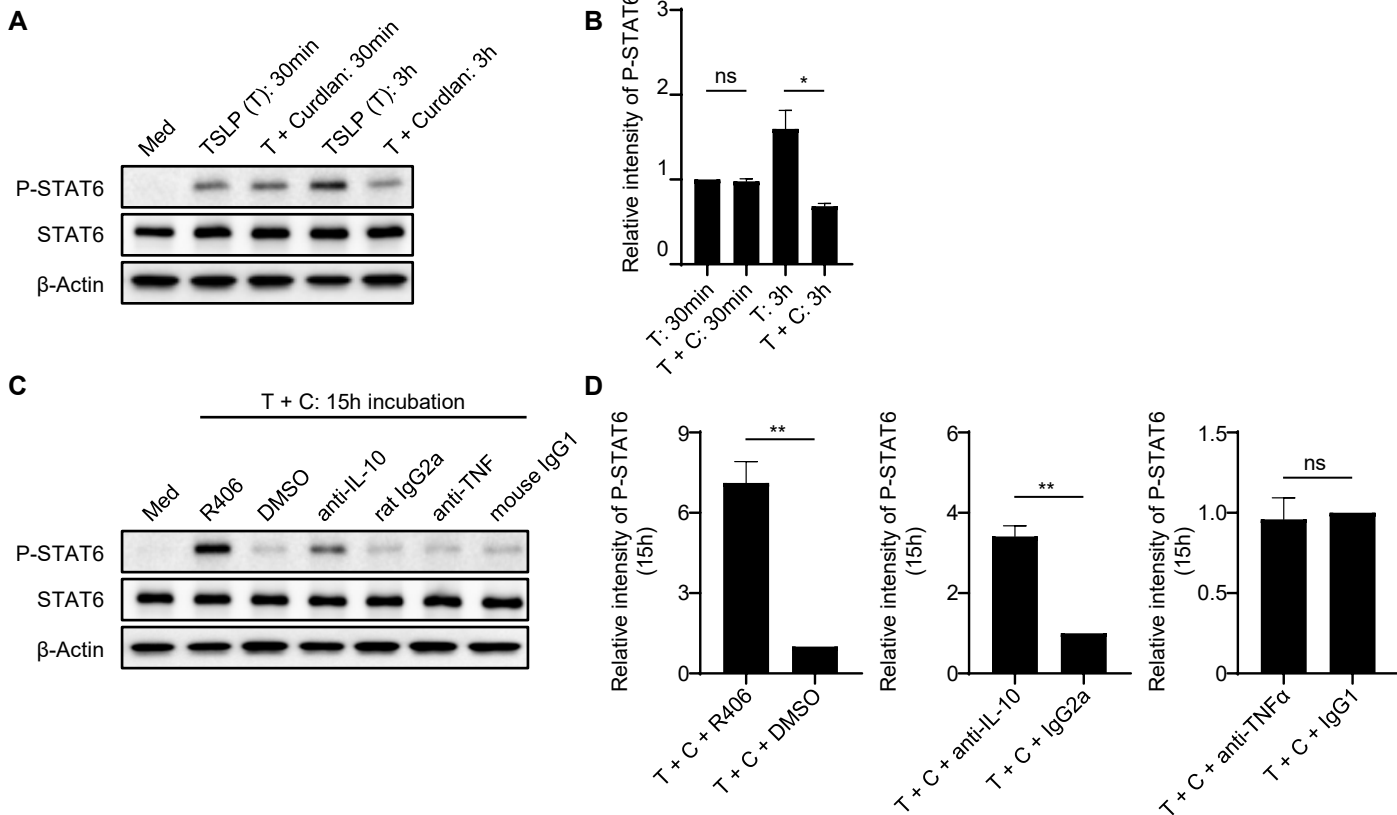 A
Med
TSLP (T): 30min
T + Curdlan: 30min
TSLP (T): 3h
T + Curdlan: 3h
P-STAT6
STAT6
β-Actin
B
Relative intensity of P-STAT6
3
2
1
0
ns
*
T: 30min
T + C: 30min
T: 3h
T + C: 3h
C
T + C: 15h incubation
Med
R406
DMSO
anti-IL-10
rat IgG2a
anti-TNF
mouse IgG1
P-STAT6
STAT6
β-Actin
D
Relative intensity of P-STAT6
(15h)
9
6
3
0
**
T + C + R406
T + C + DMSO
Relative intensity of P-STAT6
(15h)
6
4
2
0
**
T + C + anti-IL-10
T + C + IgG2a
Relative intensity of P-STAT6
(15h)
1.5
1.0
0.5
0
ns
T + C + anti-TNFα
T + C + IgG1